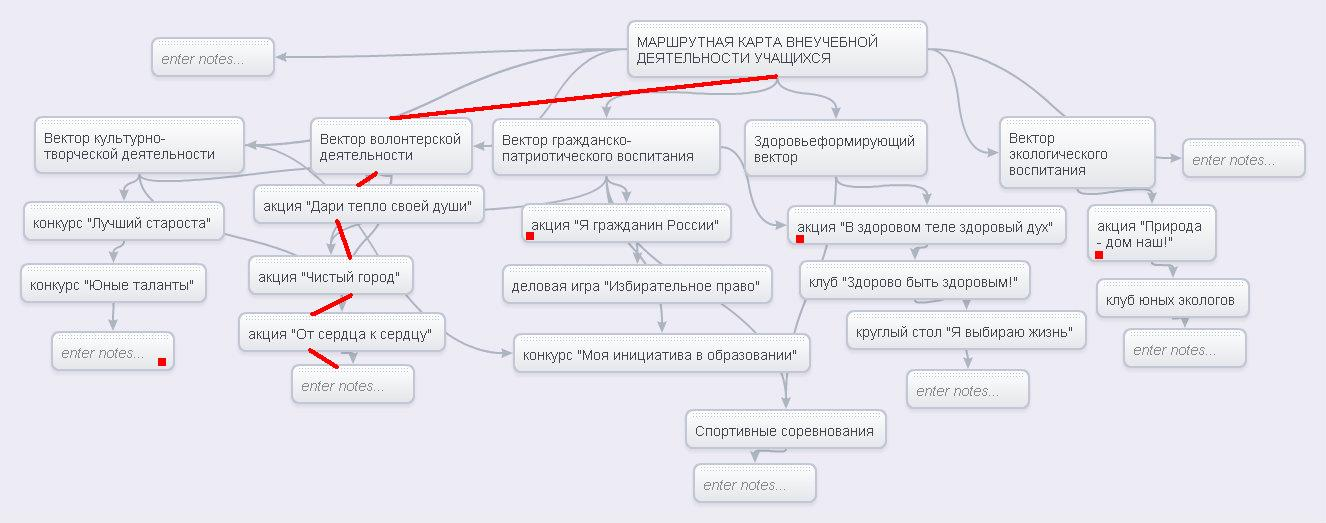 МАРШРУТНАЯ КАРТА ВНЕУЧЕБНОЙ
ДЕЯТЕЛЬНОСТИ УЧАЩИХСЯ
enter notes...
Вектор культурно-
творческой деятельности
Вектор волонтерской
деятельности
Вектор гражданско-
патриотического воспитания
Здоровьеформирующий
вектор
Вектор
экологического
воспитания
enter notes...
конкурс "Лучший староста"
акция "Дари тепло своей души"
акция "Я гражданин России"
акция "В здоровом теле здоровый дух"
акция "Природа
- дом наш!"
конкурс "Юные таланты"
акция "Чистый город"
деловая игра "Избирательное право"
клуб "Здорово быть здоровым!"
клуб юных экологов
enter notes...
акция "От сердца к сердцу"
конкурс "Моя инициатива в образовании"
круглый стол "Я выбираю жизнь"
enter notes...
enter notes...
enter notes...
Спортивные соревнования
enter notes...